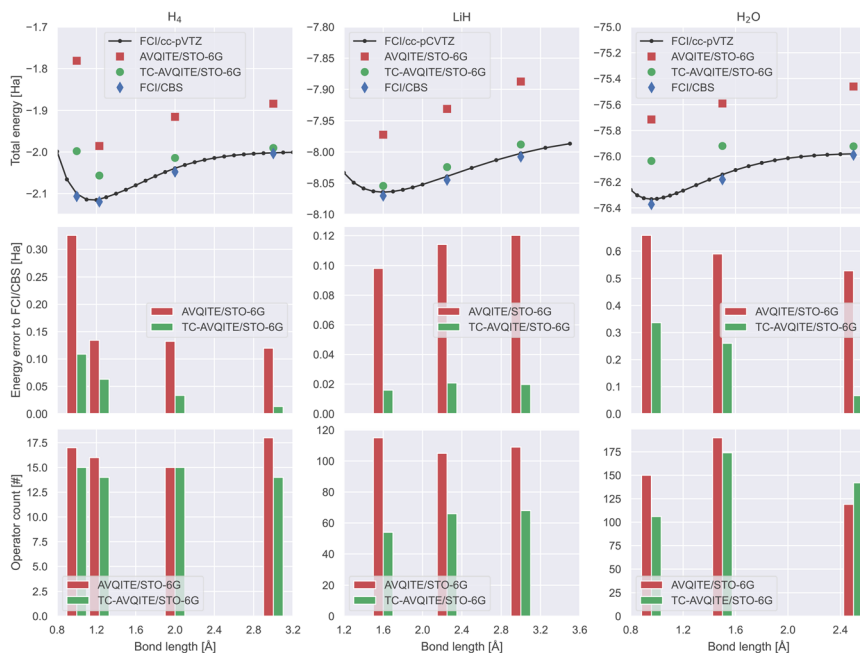 H₄
LiH
H₂O
Total energy [Ha]
−1.7
−1.8
−1.9
−2.0
−2.1
FCI/cc-pVTZ
AVQITE/STO-6G
TC-AVQITE/STO-6G
FCI/CBS
−7.80
−7.85
−7.90
−7.95
−8.00
−8.05
−8.10
FCI/cc-pCVTZ
AVQITE/STO-6G
TC-AVQITE/STO-6G
FCI/CBS
−75.0
−75.2
−75.4
−75.6
−75.8
−76.0
−76.2
−76.4
FCI/cc-pVTZ
AVQITE/STO-6G
TC-AVQITE/STO-6G
FCI/CBS
Energy error to FCI/CBS [Ha]
0.30
0.25
0.20
0.15
0.10
0.05
0.00
AVQITE/STO-6G
TC-AVQITE/STO-6G
0.12
0.10
0.08
0.06
0.04
0.02
0.00
AVQITE/STO-6G
TC-AVQITE/STO-6G
0.6
0.5
0.4
0.3
0.2
0.1
0.0
AVQITE/STO-6G
TC-AVQITE/STO-6G
Operator count [#]
17.5
15.0
12.5
10.0
7.5
5.0
2.5
0.0
AVQITE/STO-6G
TC-AVQITE/STO-6G
0.8 1.2 1.6 2.0 2.4 2.8 3.2
Bond length [Å]
120
100
80
60
40
20
0
AVQITE/STO-6G
TC-AVQITE/STO-6G
1.2 1.6 2.0 2.4 2.8 3.2 3.6
Bond length [Å]
175
150
125
100
75
50
25
0
AVQITE/STO-6G
TC-AVQITE/STO-6G
0.8 1.2 1.6 2.0 2.4
Bond length [Å]